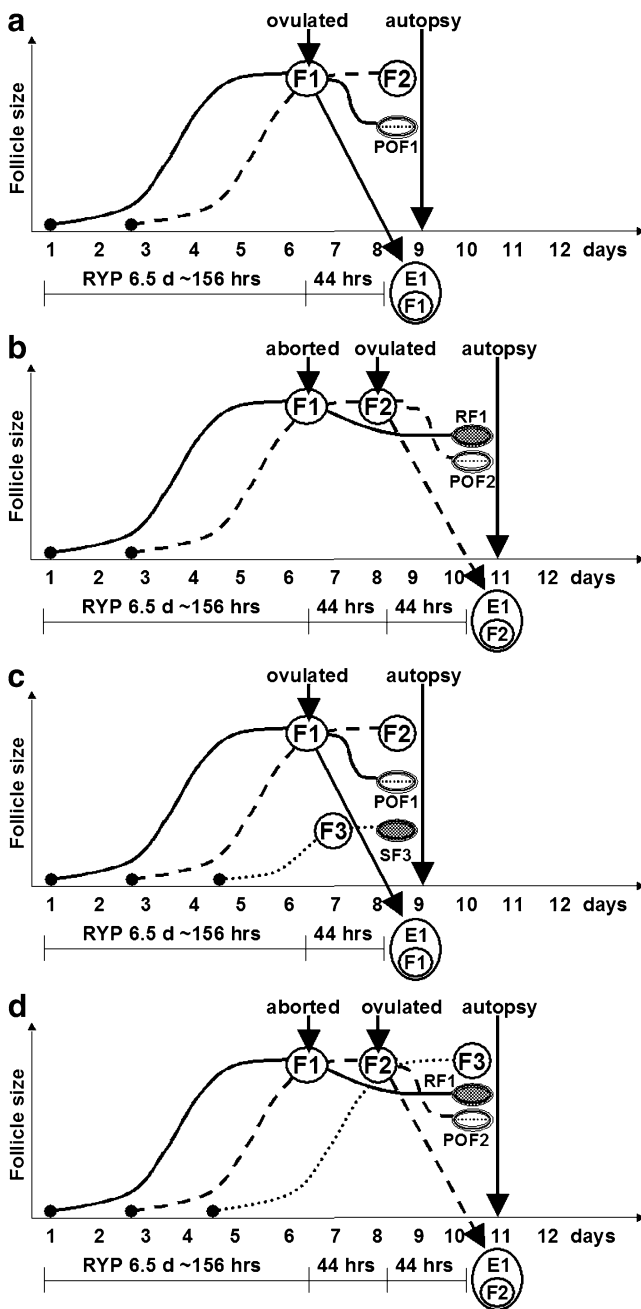 a
ovulated autopsy
Follicle size
F1 F2
POF1
1 2 3 4 5 6 7 8 9 10 11 12 days
RYP 6.5 d ~156 hrs 44 hrs
E1
F1
b
aborted ovulated autopsy
Follicle size
F1 F2
RF1
POF2
1 2 3 4 5 6 7 8 9 10 11 12 days
RYP 6.5 d ~156 hrs 44 hrs 44 hrs
E1
F2
c
ovulated autopsy
Follicle size
F1 F2
POF1
F3
SF3
1 2 3 4 5 6 7 8 9 10 11 12 days
RYP 6.5 d ~156 hrs 44 hrs
E1
F1
d
aborted ovulated autopsy
Follicle size
F1 F2 F3
RF1
POF2
1 2 3 4 5 6 7 8 9 10 11 12 days
RYP 6.5 d ~156 hrs 44 hrs 44 hrs
E1
F2